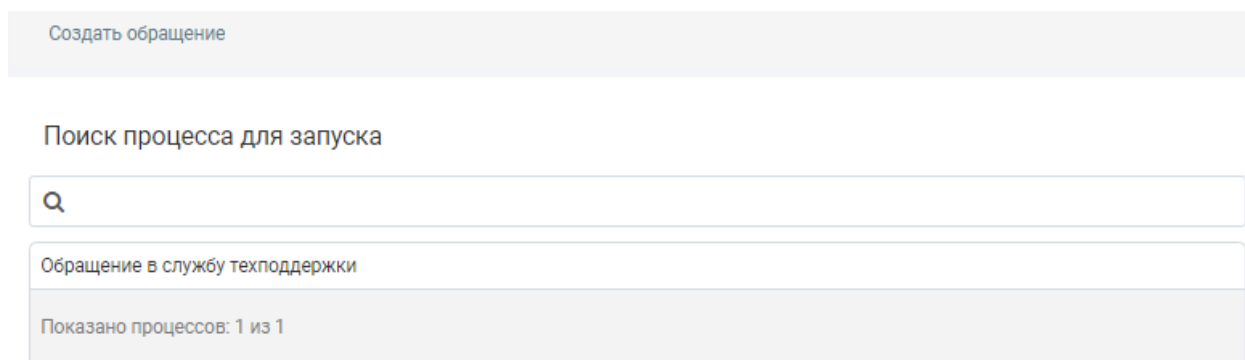 Создать обращение
Поиск процесса для запуска
Обращение в службу техподдержки
Показано процессов: 1 из 1